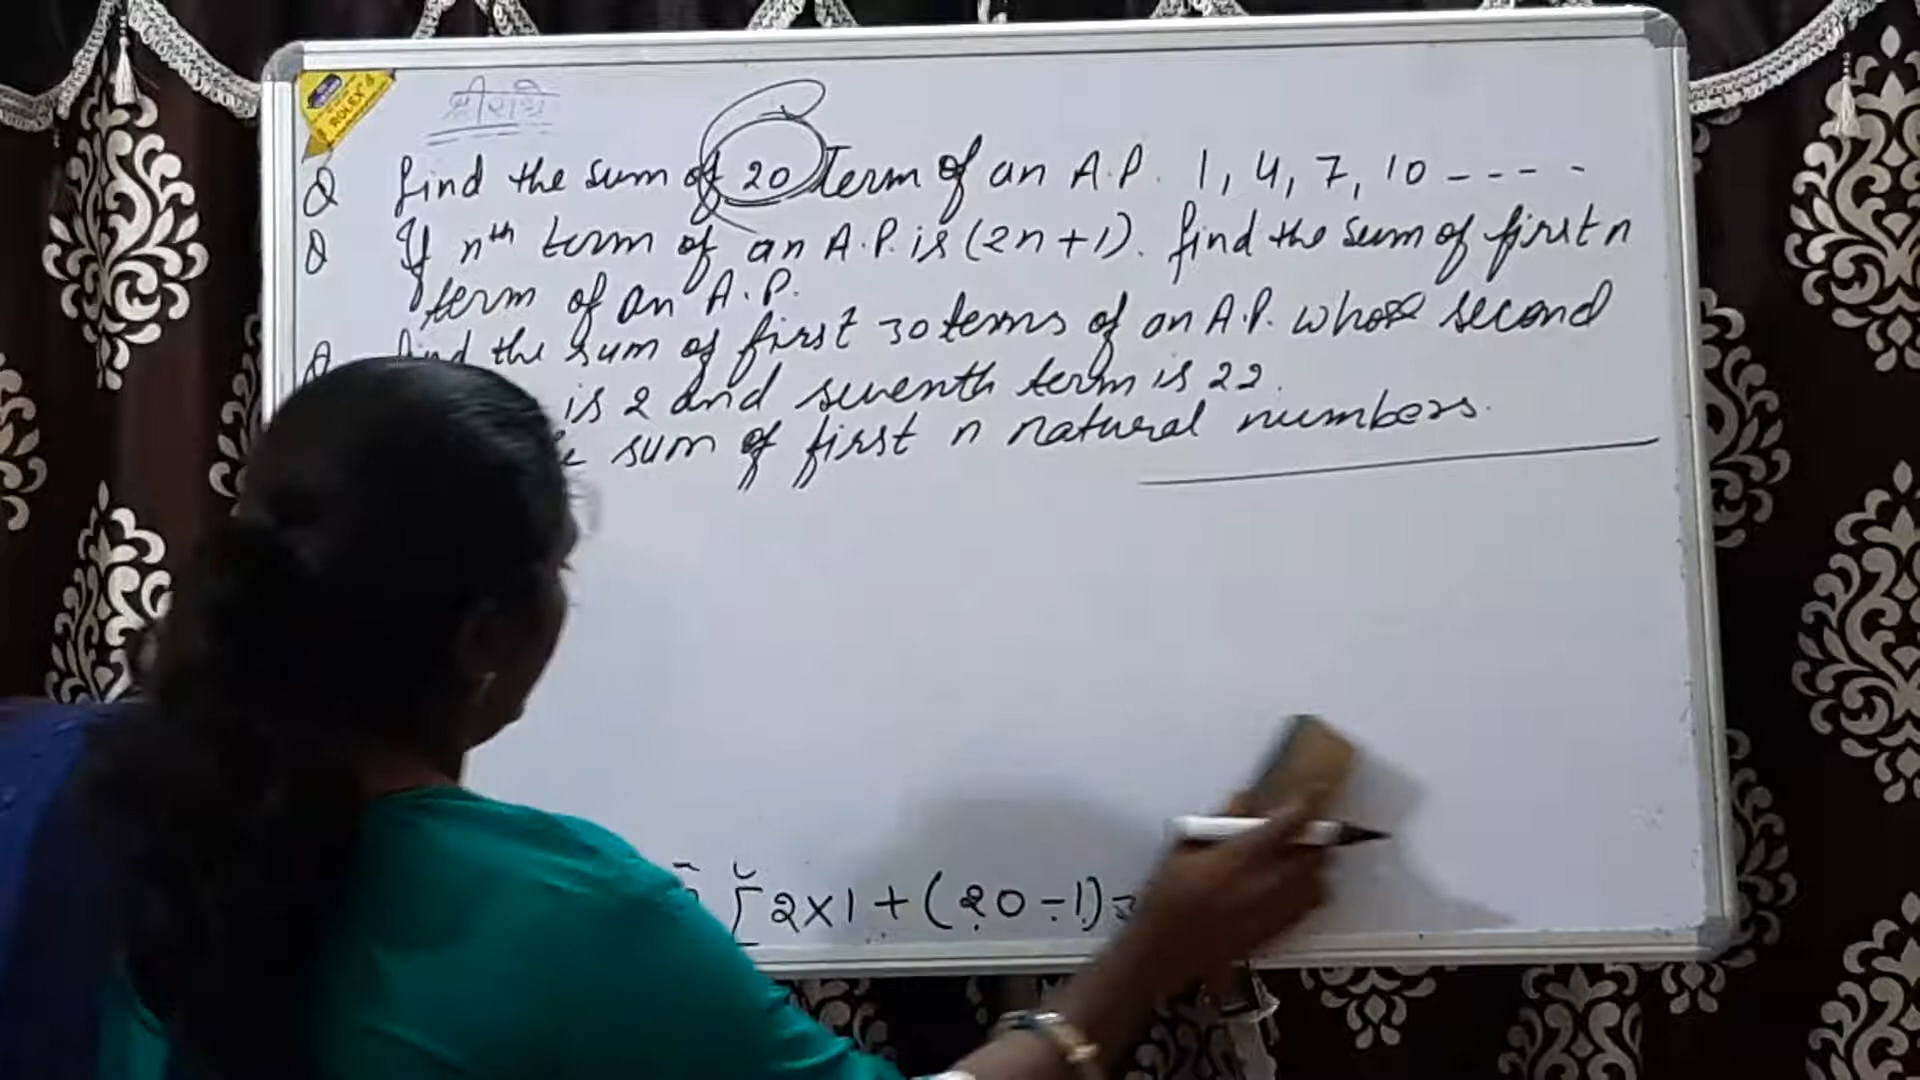 श्री राधे
ROLEX
Q find the sum of 20 term of an A.P. 1, 4, 7, 10 ----
Q If nth term of an A.P. is (2n+1). find the sum of first n
term of an A.P.
Q find the sum of first 30 terms of an A.P. whose second
is 2 and seventh term is 22.
sum of first n natural numbers.
[2×1+(20-1)3